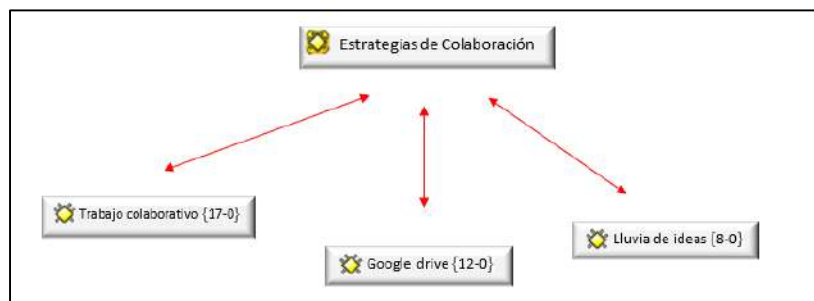 Estrategias de Colaboración
Trabajo colaborativo {17-0}
Google drive {12-0}
Lluvia de ideas {8-0}